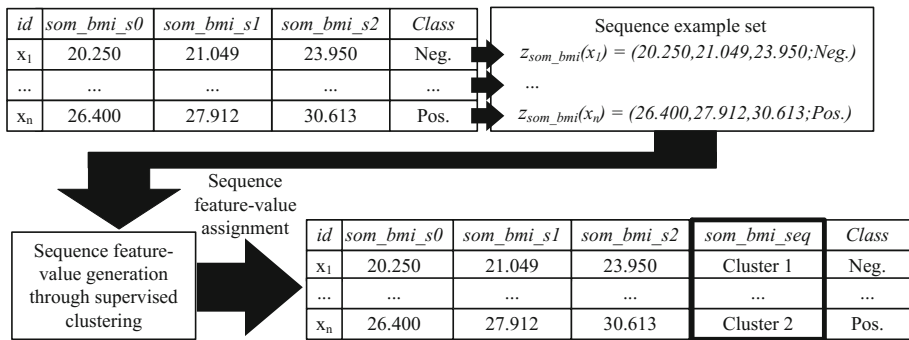 id som_bmi_s0 som_bmi_s1 som_bmi_s2 Class
x1 20.250 21.049 23.950 Neg.
... ... ... ... ...
xn 26.400 27.912 30.613 Pos.
Sequence example set
zsom_bmi(x1) = (20.250,21.049,23.950;Neg.)
...
zsom_bmi(xn) = (26.400,27.912,30.613;Pos.)
Sequence
feature-value
assignment
Sequence feature-
value generation
through supervised
clustering
id som_bmi_s0 som_bmi_s1 som_bmi_s2 som_bmi_seq Class
x1 20.250 21.049 23.950 Cluster 1 Neg.
... ... ... ... ... ...
xn 26.400 27.912 30.613 Cluster 2 Pos.